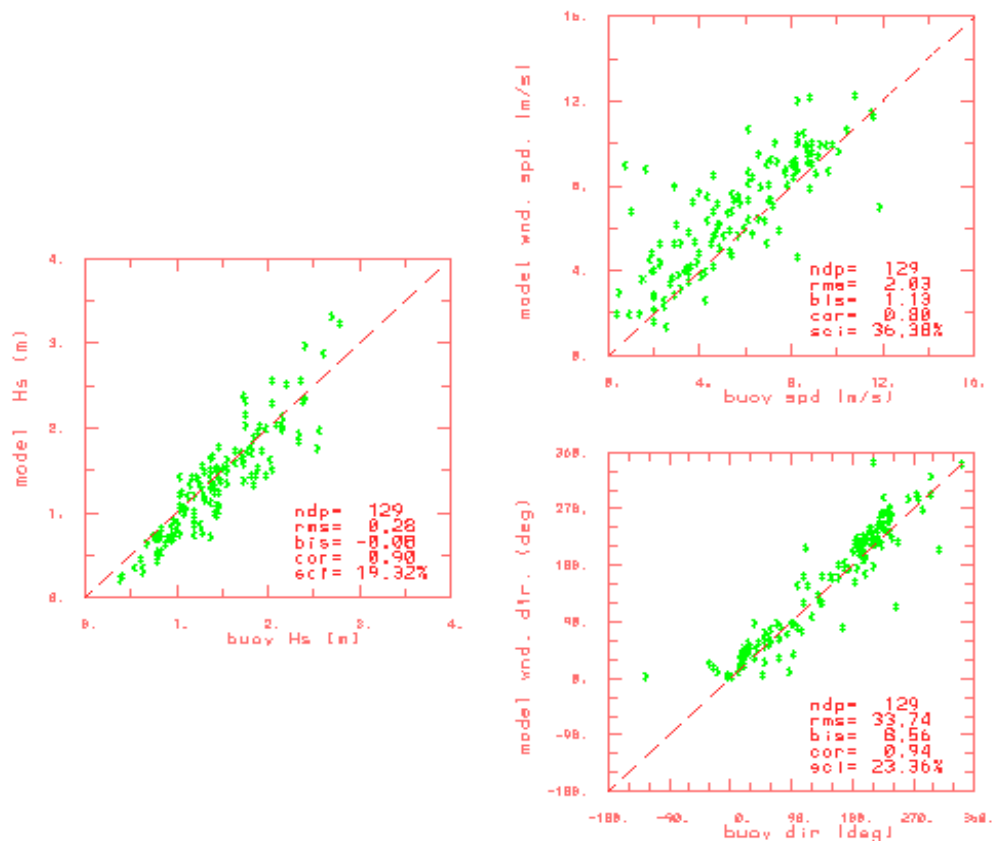 model Hs (m)
4.
3.
2.
1.
0.
ndp= 129
rms= 0.28
bis= -0.08
cor= 0.90
sci= 19.32%
0. 1. 2. 3. 4.
buoy Hs (m)
model wnd. spd. (m/s)
16.
12.
8.
4.
0.
ndp= 129
rms= 2.03
bis= 1.13
cor= 0.80
sci= 36.38%
0. 4. 8. 12. 16.
buoy spd (m/s)
model wnd. dir. (deg)
360.
270.
180.
90.
0.
-90.
-180.
ndp= 129
rms= 33.74
cor= 0.94
sci= 23.36%
-180. -90. 0. 90. 180. 270. 360.
buoy dir (deg)